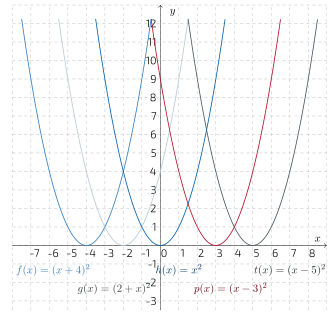 y
12
11
10
9
8
7
6
5
4
3
2
1
x
-7 -6 -5 -4 -3 -2 -1 0 1 2 3 4 5 6 7 8
-1
f(x) = (x + 4)² h(x) = x² t(x) = (x − 5)²
g(x) = (2 + x)² -2 p(x) = (x − 3)²
-3